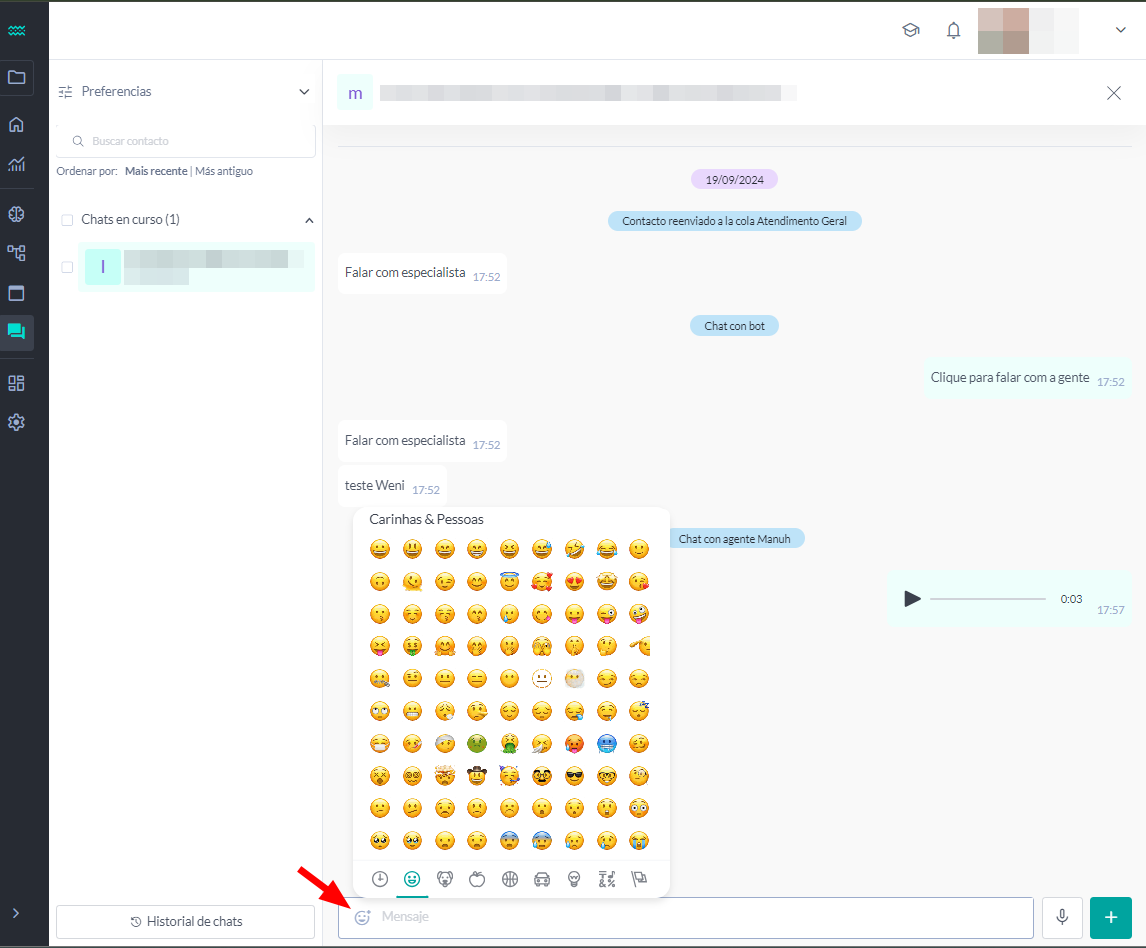 Preferencias
m
Buscar contacto
Ordenar por: Mais recente | Más antiguo
19/09/2024
Contacto reenviado a la cola Atendimento Geral
Chats en curso (1)
l
Falar com especialista 17:52
Chat con bot
Clique para falar com a gente 17:52
Falar com especialista 17:52
teste Weni 17:52
Carinhas & Pessoas
Chat con agente Manuh
0:03
17:57
Mensaje
Historial de chats